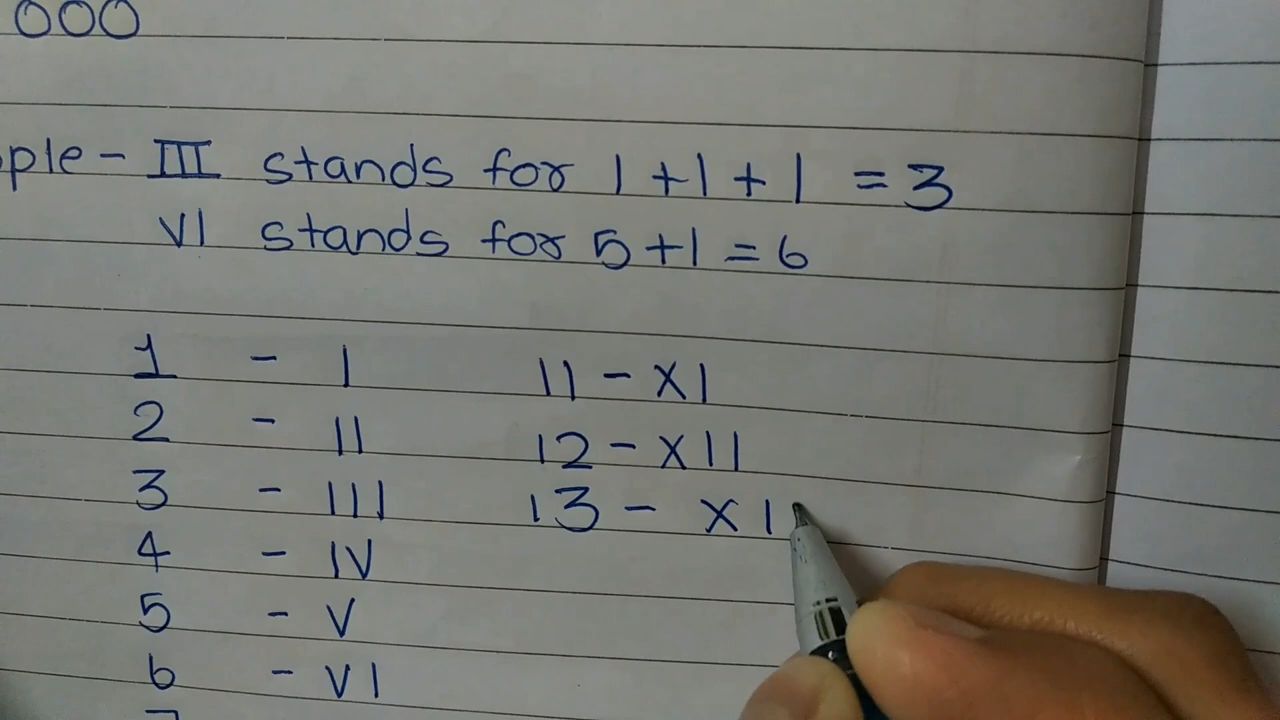 000
ple - III stands for 1 + 1 + 1 = 3
VI stands for 5 + 1 = 6
1 - I
2 - II
3 - III
4 - IV
5 - V
6 - VI
11 - XI
12 - XII
13 - XI